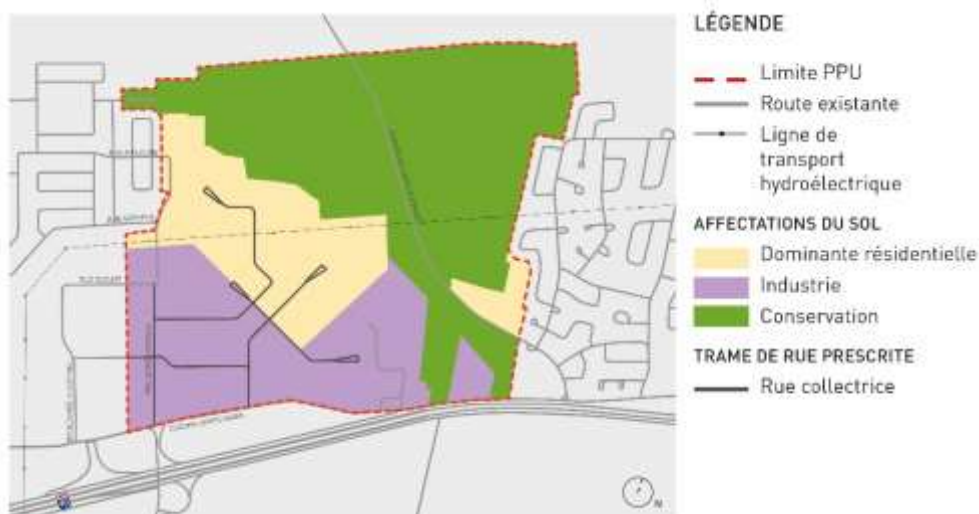 LÉGENDE
Limite PPU
Route existante
Ligne de
transport
hydroélectrique
AFFECTATIONS DU SOL
Dominante résidentielle
Industrie
Conservation
TRAME DE RUE PRESCRITE
Rue collectrice
N